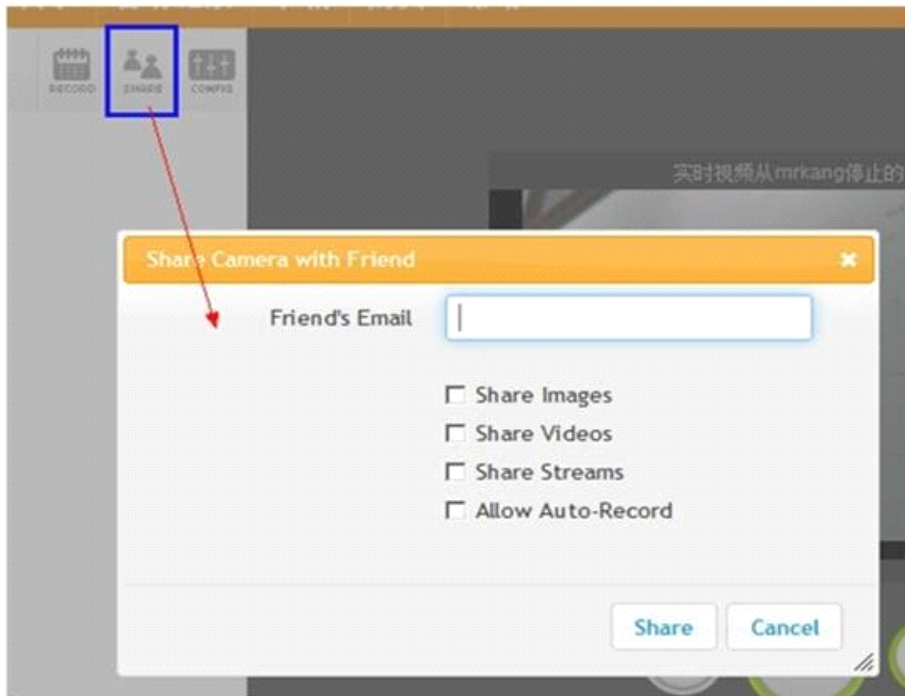 RECORD
SHARE
CONFIG
实时视频从mrkang停止的
Share Camera with Friend
Friend's Email
Share Images
Share Videos
Share Streams
Allow Auto-Record
Share
Cancel